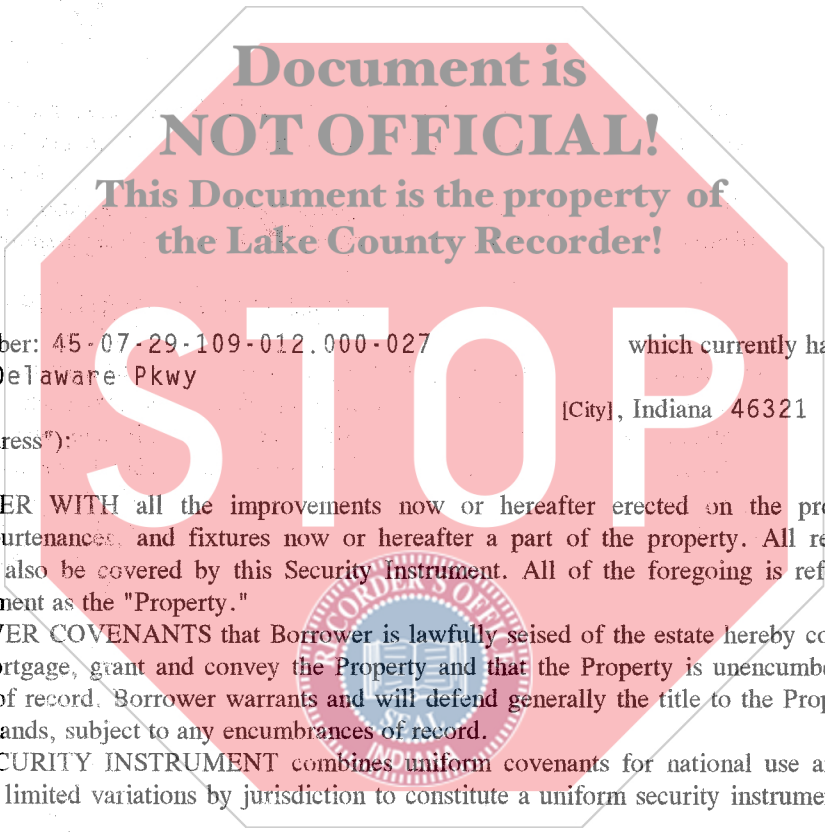 Document is
NOT OFFICIAL!
This Document is the property of
the Lake County Recorder!
ber: 45-07-29-109-012.000-027 which currently ha
Delaware Pkwy
[City], Indiana 46321
ress"):
STOP
ER WITH all the improvements now or hereafter erected on the pro
urtenances, and fixtures now or hereafter a part of the property. All re
also be covered by this Security Instrument. All of the foregoing is ref
ment as the "Property."
VER COVENANTS that Borrower is lawfully seised of the estate hereby co
ortgage, grant and convey the Property and that the Property is unencumbe
of record. Borrower warrants and will defend generally the title to the Prop
ands, subject to any encumbrances of record.
CURITY INSTRUMENT combines uniform covenants for national use a
limited variations by jurisdiction to constitute a uniform security instrume
RECORDER'S OFFICE
SEAL
INDIANA